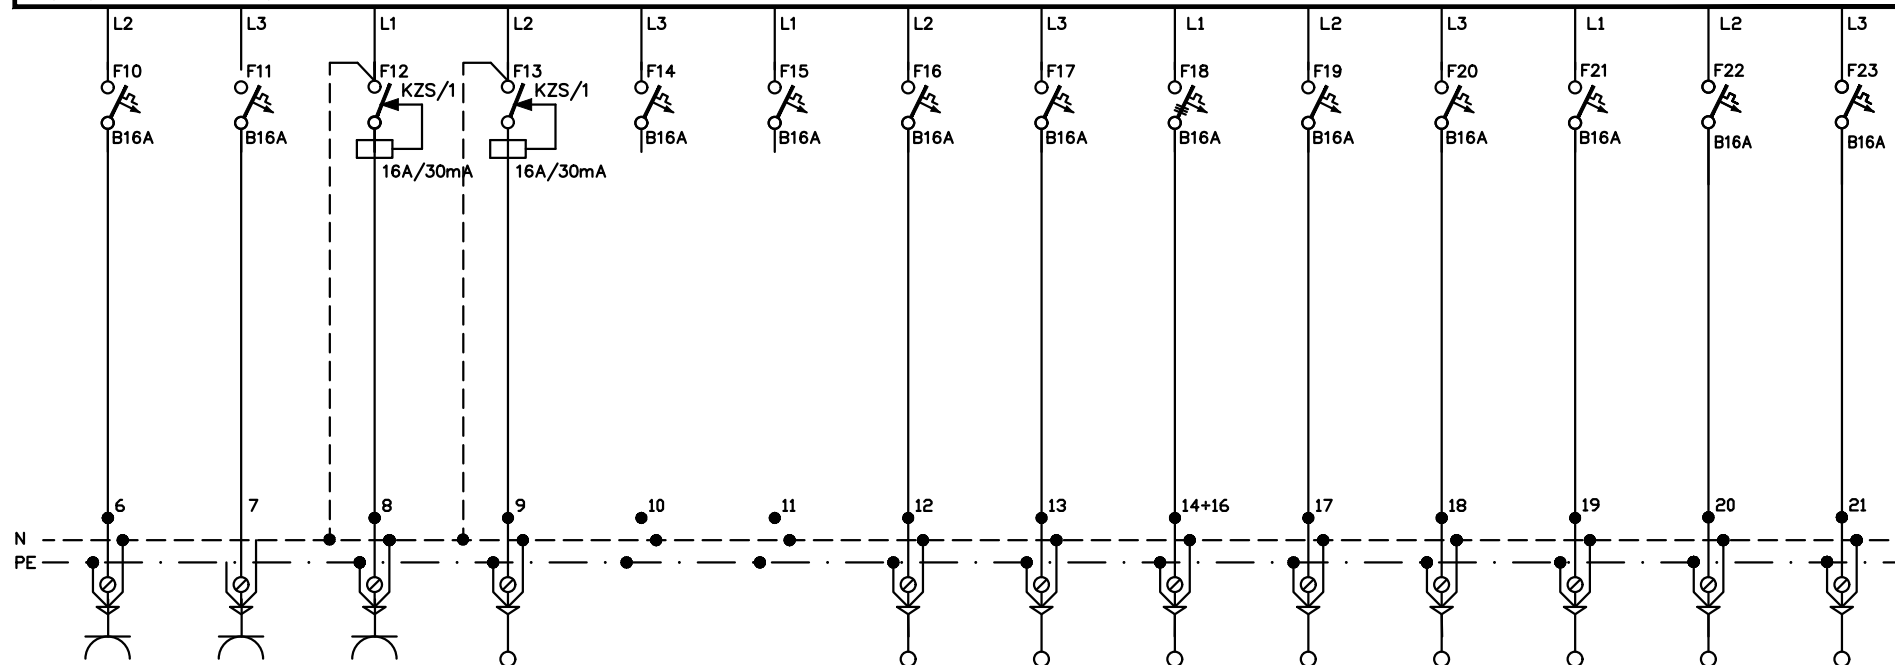 L2 L3 L1 L2 L3 L1 L2 L3 L1 L2 L3 L1 L2 L3
F10 F11 F12 F13 F14 F15 F16 F17 F18 F19 F20 F21 F22 F23
KZS/1 KZS/1
B16A B16A B16A B16A B16A B16A B16A B16A B16A B16A B16A B16A
16A/30mA 16A/30mA
6 7 8 9 10 11 12 13 14+16 17 18 19 20 21
N
PE